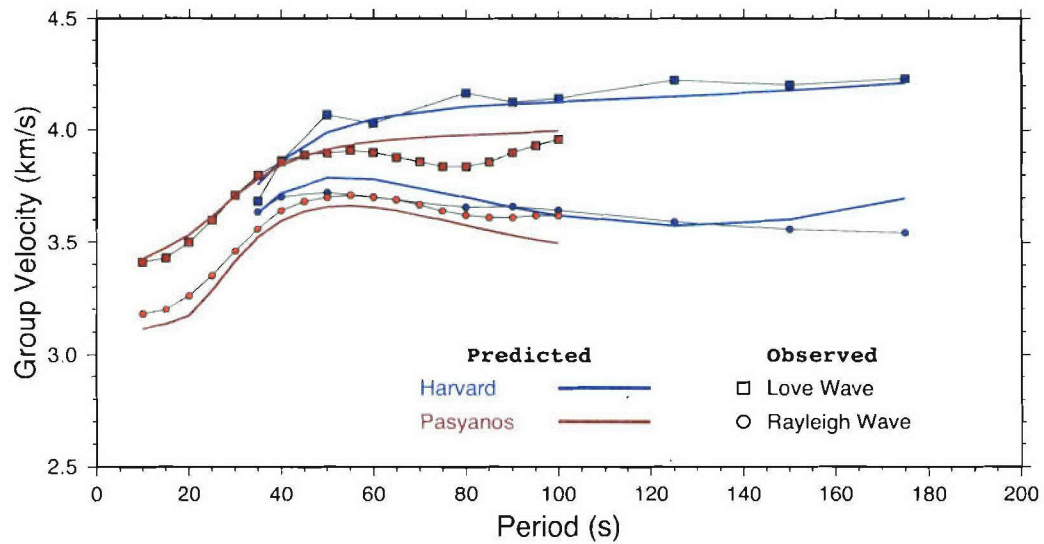 4.5
4.0
3.5
3.0
2.5
Group Velocity (km/s)
Predicted Observed
Harvard Love Wave
Pasyanos Rayleigh Wave
0 20 40 60 80 100 120 140 160 180 200
Period (s)